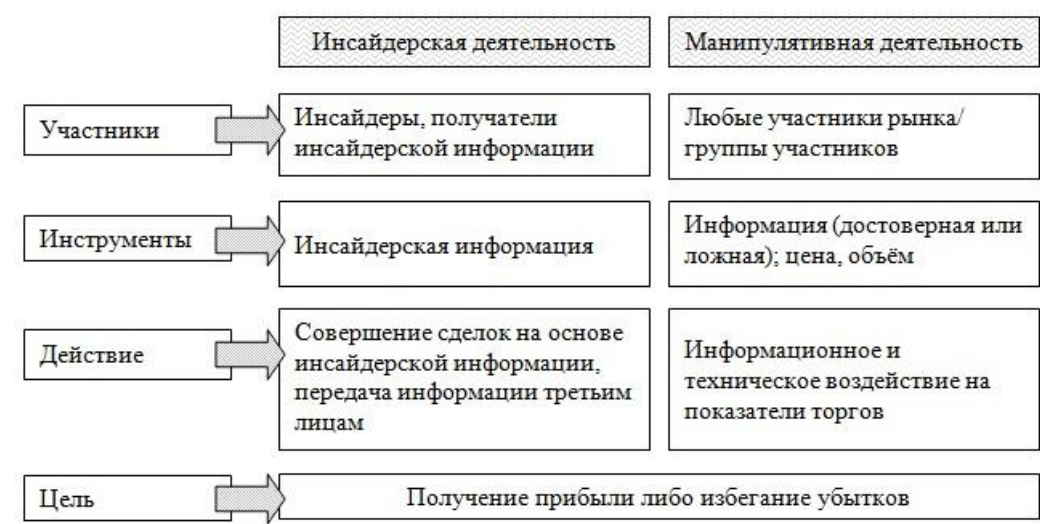 Инсайдерская деятельность
Манипулятивная деятельность
Участники
Инсайдеры, получатели
инсайдерской информации
Любые участники рынка/
группы участников
Инструменты
Инсайдерская информация
Информация (достоверная или
ложная); цена, объём
Действие
Совершение сделок на основе
инсайдерской информации,
передача информации третьим
лицам
Информационное и
техническое воздействие на
показатели торгов
Цель
Получение прибыли либо избегание убытков